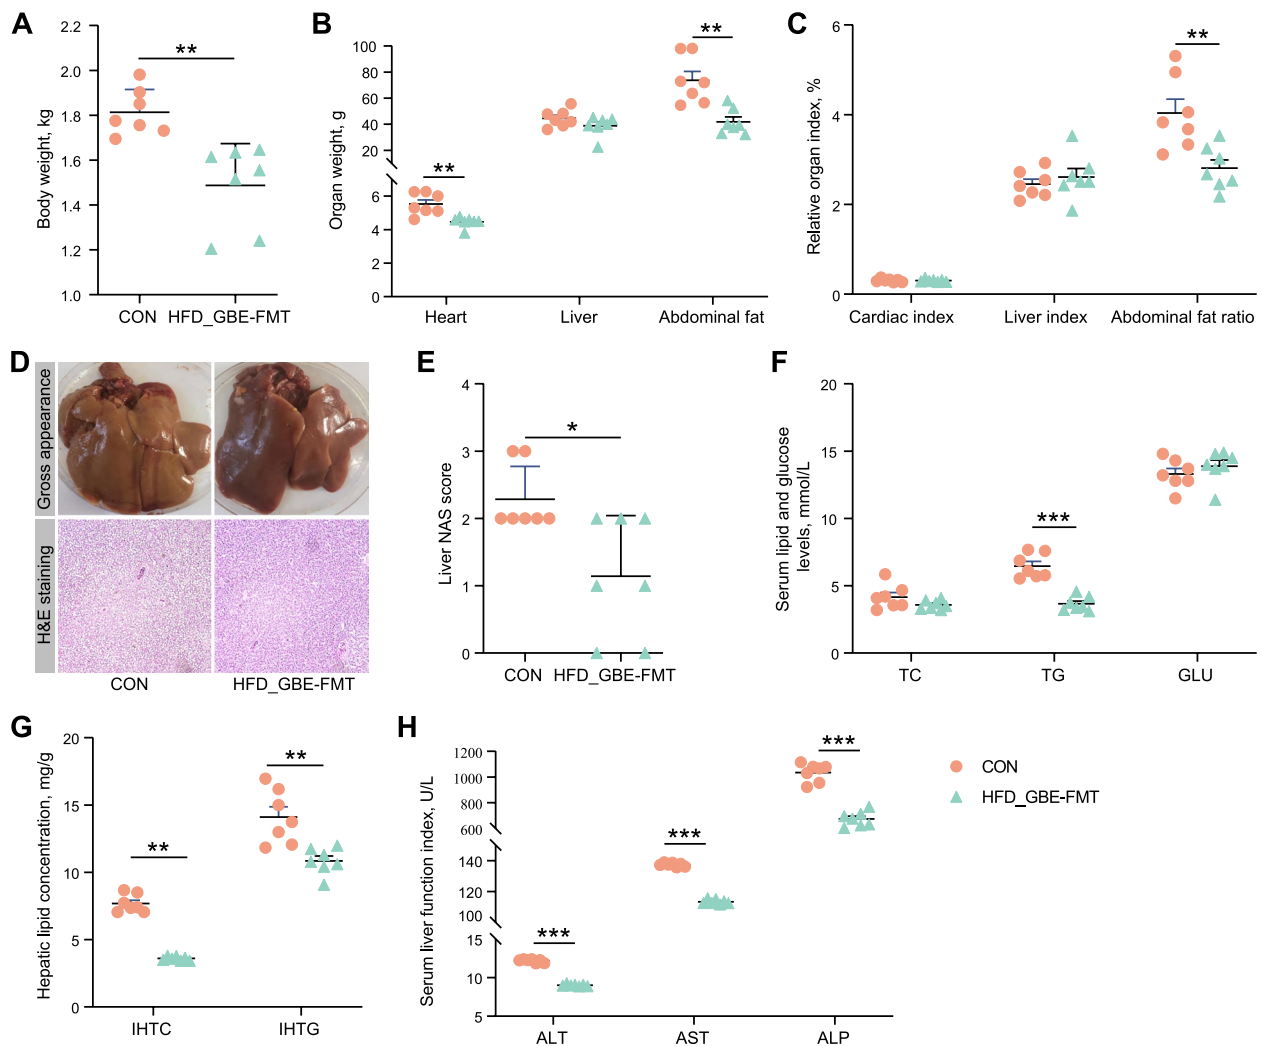 A
Body weight, kg
2.2
2.0
1.8
1.6
1.4
1.2
1.0
**
CON
HFD_GBE-FMT
B
Organ weight, g
100
80
60
40
20
6
4
2
0
**
**
Heart
Liver
Abdominal fat
C
Relative organ index, %
6
4
2
0
**
Cardiac index
Liver index
Abdominal fat ratio
D
Gross appearance
H&E staining
CON
HFD_GBE-FMT
E
Liver NAS score
4
3
2
1
0
*
CON
HFD_GBE-FMT
F
Serum lipid and glucose
levels, mmol/L
20
15
10
5
0
***
TC
TG
GLU
G
Hepatic lipid concentration, mg/g
20
15
10
5
0
**
**
IHTC
IHTG
H
Serum liver function index, U/L
1200
1000
800
600
140
120
100
15
10
5
***
***
***
ALT
AST
ALP
CON
HFD_GBE-FMT